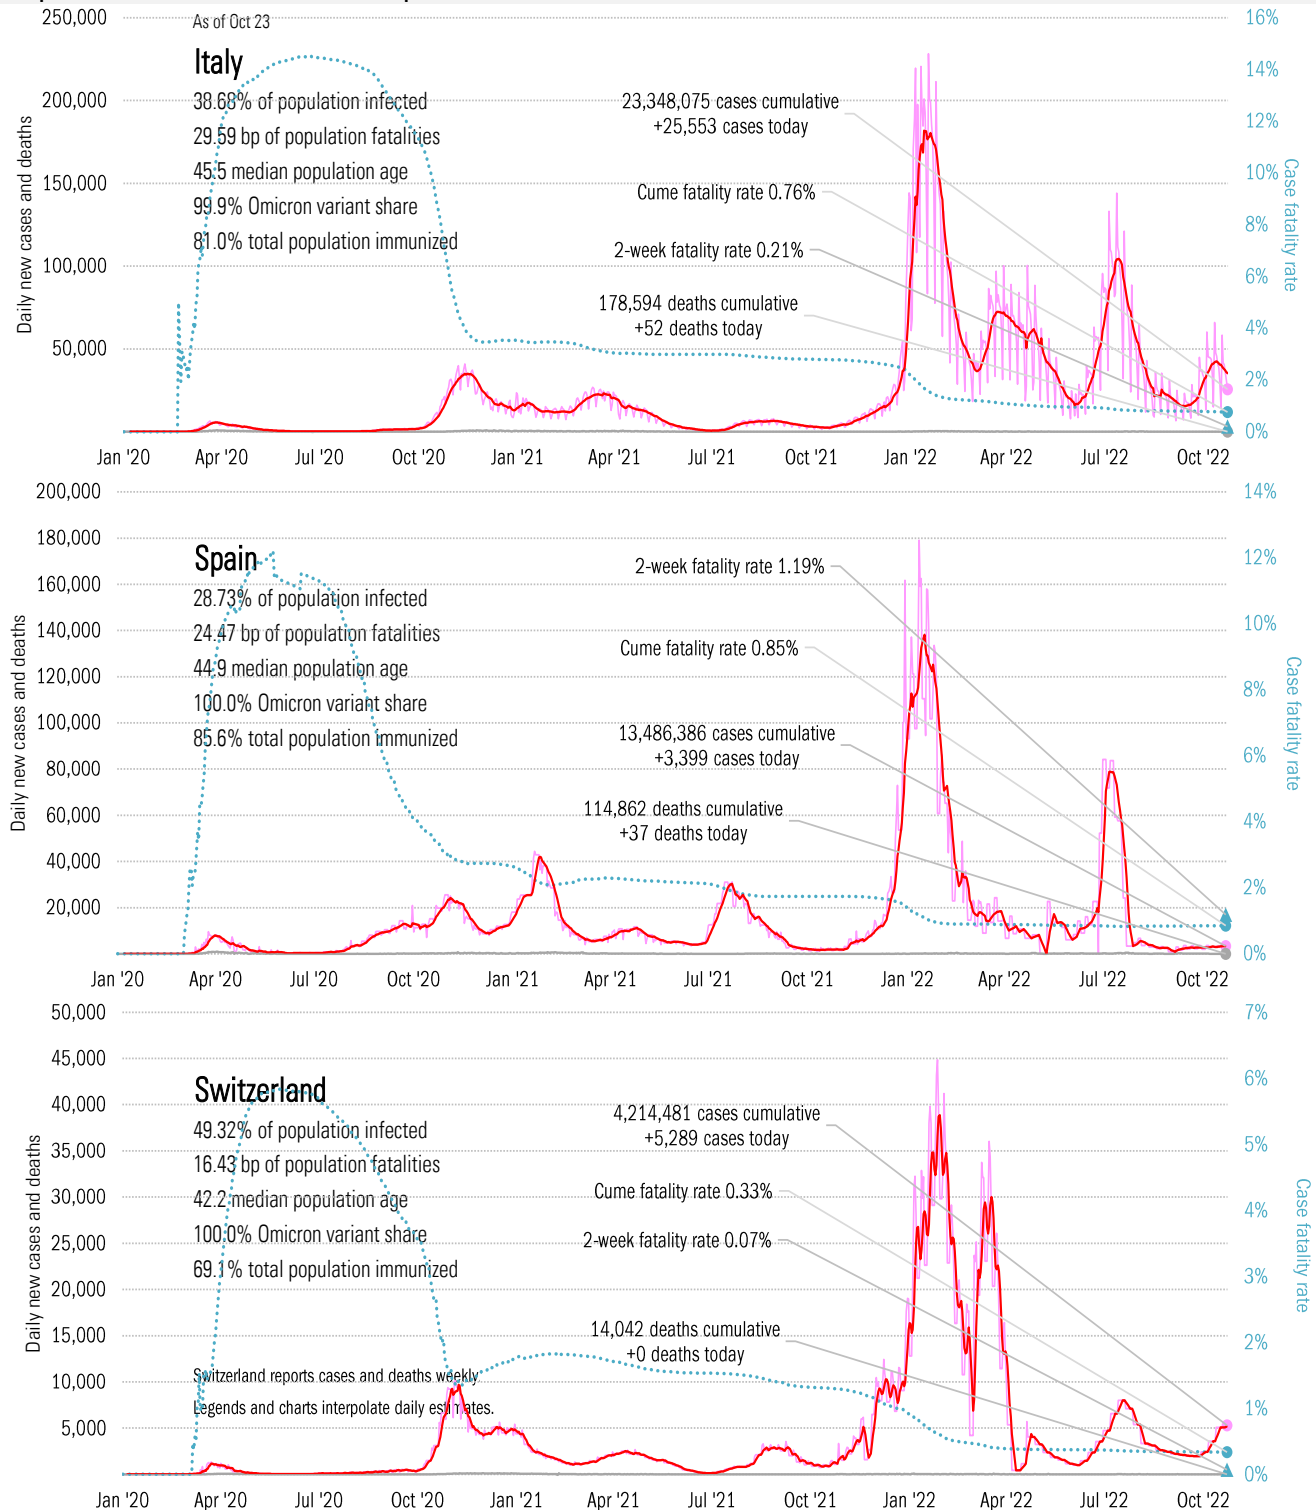 As of Oct 23
Italy
38.68% of population infected
29.59 bp of population fatalities
45.5 median population age
99.9% Omicron variant share
81.0% total population immunized
23,348,075 cases cumulative
+25,553 cases today
Cume fatality rate 0.76%
2-week fatality rate 0.21%
178,594 deaths cumulative
+52 deaths today
Daily new cases and deaths
250,000
200,000
150,000
100,000
50,000
Case fatality rate
16%
14%
12%
10%
8%
6%
4%
2%
0%
Jan '20 Apr '20 Jul '20 Oct '20 Jan '21 Apr '21 Jul '21 Oct '21 Jan '22 Apr '22 Jul '22 Oct '22
Spain
28.73% of population infected
24.47 bp of population fatalities
44.9 median population age
100.0% Omicron variant share
85.6% total population immunized
2-week fatality rate 1.19%
Cume fatality rate 0.85%
13,486,386 cases cumulative
+3,399 cases today
114,862 deaths cumulative
+37 deaths today
Daily new cases and deaths
200,000
180,000
160,000
140,000
120,000
100,000
80,000
60,000
40,000
20,000
Case fatality rate
14%
12%
10%
8%
6%
4%
2%
0%
Jan '20 Apr '20 Jul '20 Oct '20 Jan '21 Apr '21 Jul '21 Oct '21 Jan '22 Apr '22 Jul '22 Oct '22
Switzerland
49.32% of population infected
16.43 bp of population fatalities
42.2 median population age
100.0% Omicron variant share
69.1% total population immunized
4,214,481 cases cumulative
+5,289 cases today
Cume fatality rate 0.33%
2-week fatality rate 0.07%
14,042 deaths cumulative
+0 deaths today
Switzerland reports cases and deaths weekly
Legends and charts interpolate daily estimates.
Daily new cases and deaths
50,000
45,000
40,000
35,000
30,000
25,000
20,000
15,000
10,000
5,000
Case fatality rate
7%
6%
5%
4%
3%
2%
1%
0%
Jan '20 Apr '20 Jul '20 Oct '20 Jan '21 Apr '21 Jul '21 Oct '21 Jan '22 Apr '22 Jul '22 Oct '22